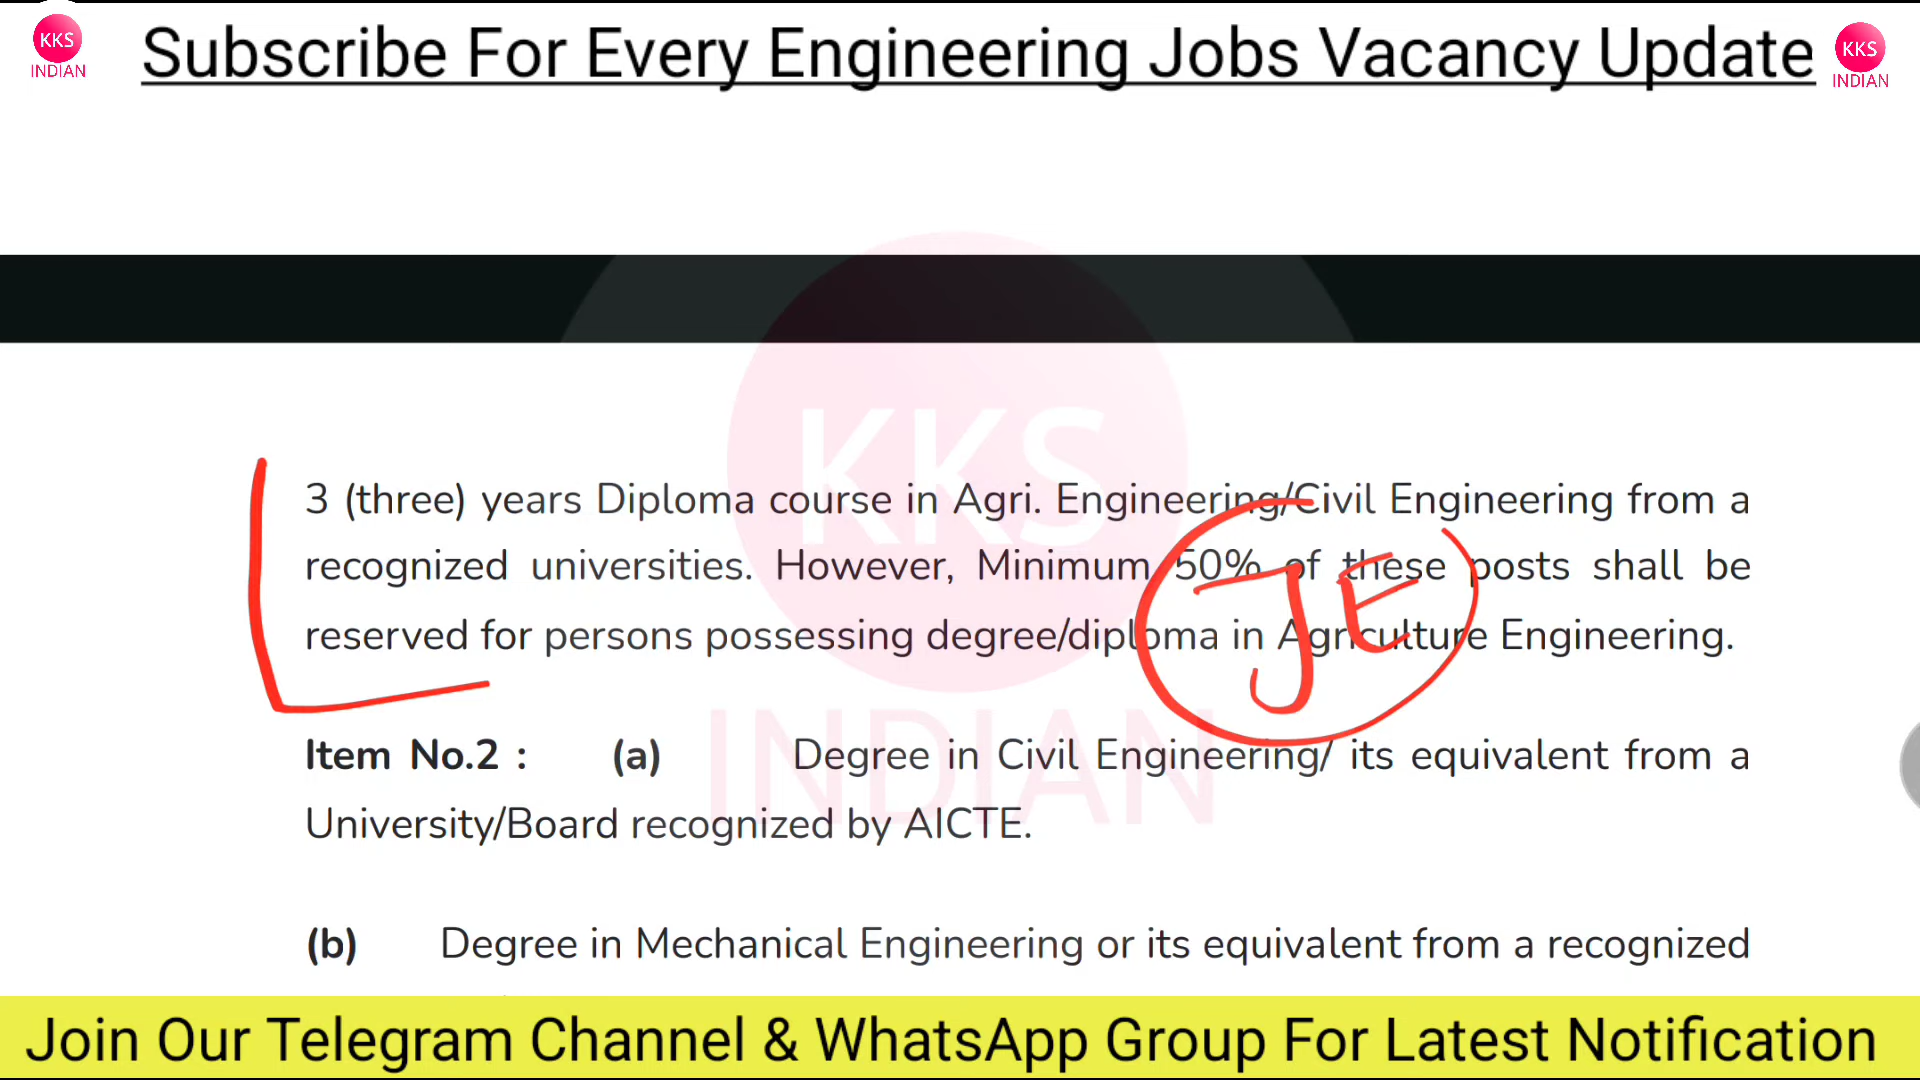 KKS
INDIAN
Subscribe For Every Engineering Jobs Vacancy Update
KKS
INDIAN
3 (three) years Diploma course in Agri. Engineering/Civil Engineering from a
recognized universities. However, Minimum 50% of these posts shall be
reserved for persons possessing degree/diploma in Agriculture Engineering.
JE
KKS
INDIAN
Item No.2 : (a) Degree in Civil Engineering/ its equivalent from a
University/Board recognized by AICTE.
(b) Degree in Mechanical Engineering or its equivalent from a recognized
Join Our Telegram Channel & WhatsApp Group For Latest Notification